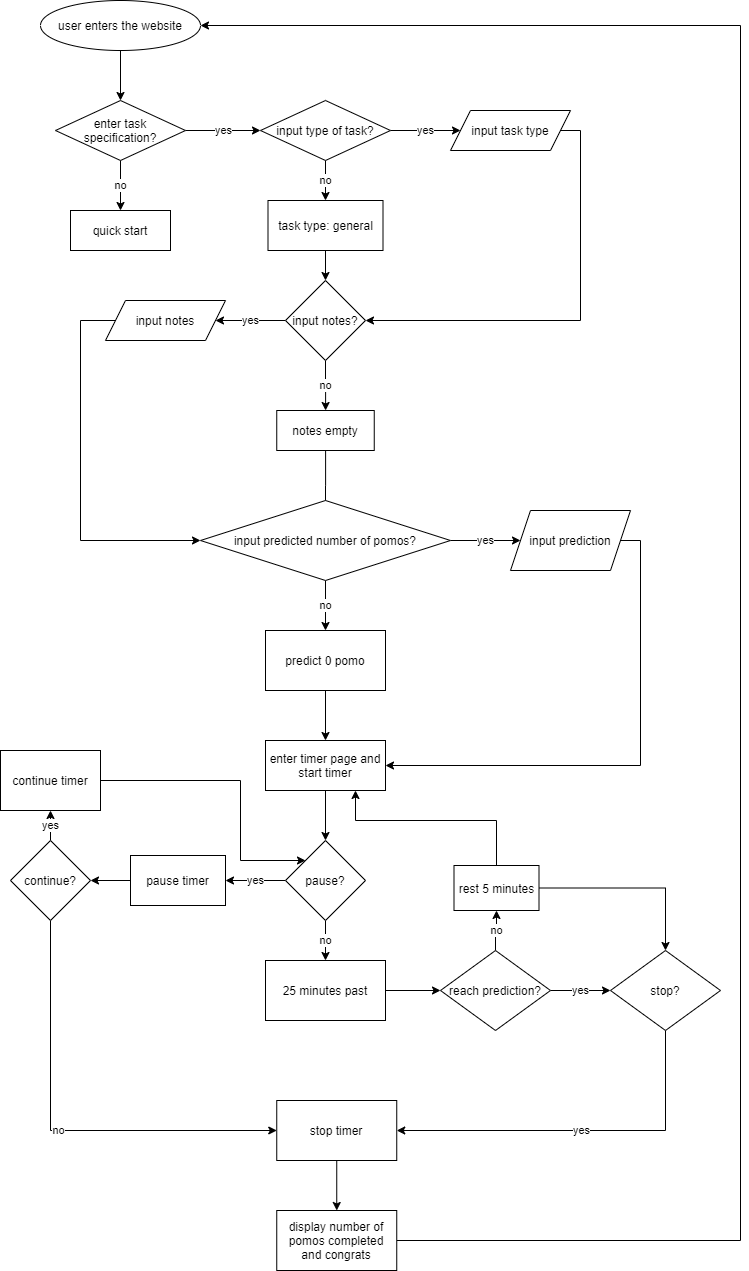 user enters the website
enter task
specification?
yes
input type of task?
yes
input task type
no
no
quick start
task type: general
input notes
yes
input notes?
no
notes empty
input predicted number of pomos?
yes
input prediction
no
predict 0 pomo
enter timer page and
start timer
continue timer
yes
continue?
pause timer
yes
pause?
rest 5 minutes
no
no
25 minutes past
reach prediction?
yes
stop?
no
stop timer
yes
display number of
pomos completed
and congrats